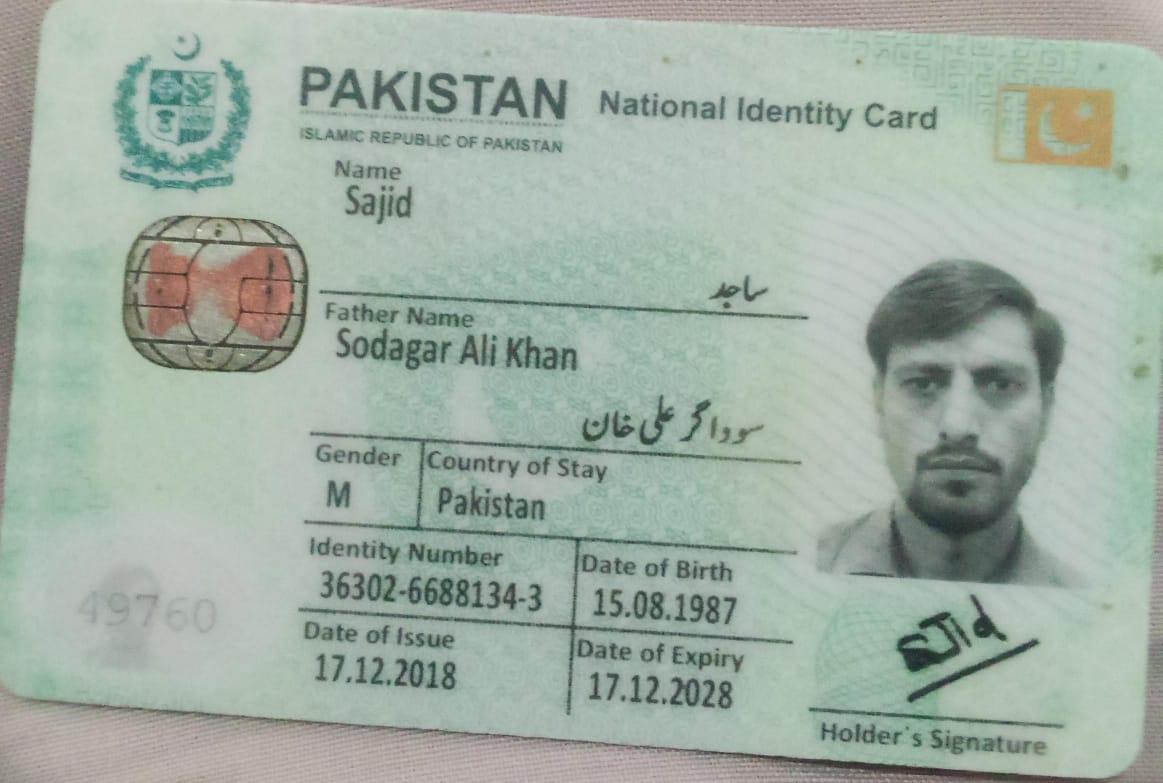 PAKISTAN National Identity Card
ISLAMIC REPUBLIC OF PAKISTAN
Name
Sajid
ساجد
Father Name
Sodagar Ali Khan
سوداگر علی خان
Gender Country of Stay
M Pakistan
Identity Number Date of Birth
36302-6688134-3 15.08.1987
Date of Issue Date of Expiry
17.12.2018 17.12.2028
49760
Sajid
Holder's Signature